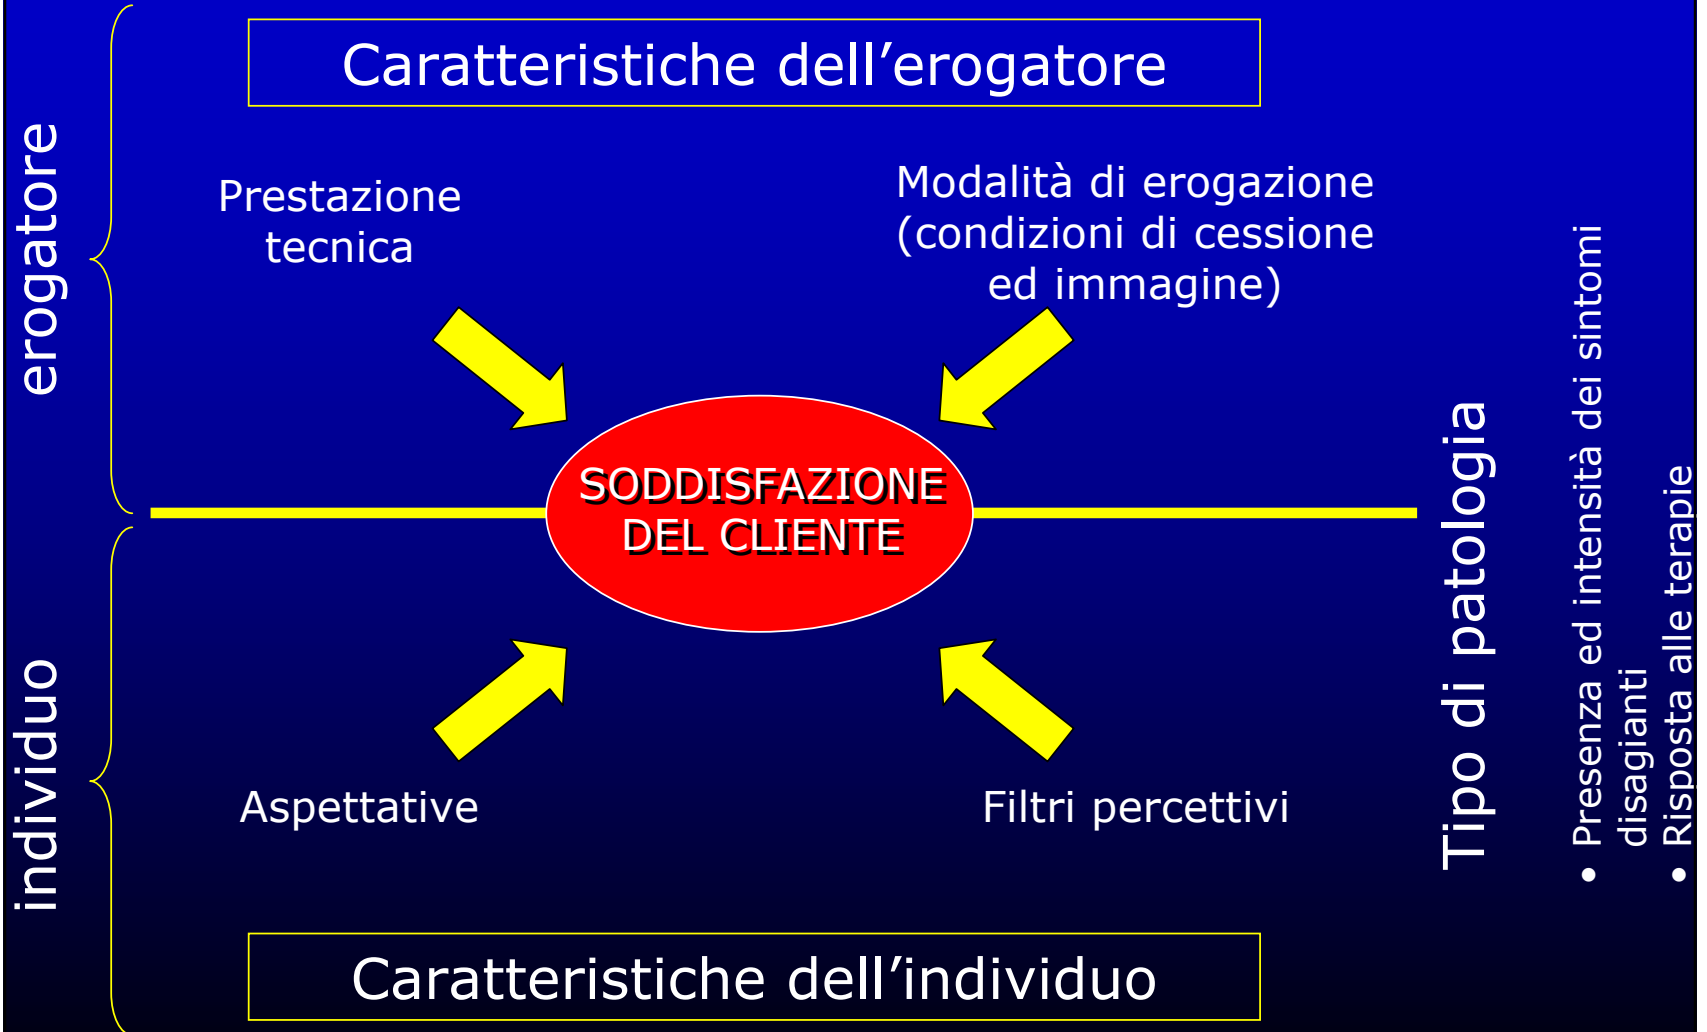 Caratteristiche dell’erogatore
erogatore
Prestazione
tecnica
Modalità di erogazione
(condizioni di cessione
ed immagine)
SODDISFAZIONE
DEL CLIENTE
individuo
Aspettative
Filtri percettivi
Caratteristiche dell’individuo
Tipo di patologia
• Presenza ed intensità dei sintomi
disagianti
• Risposta alle terapie